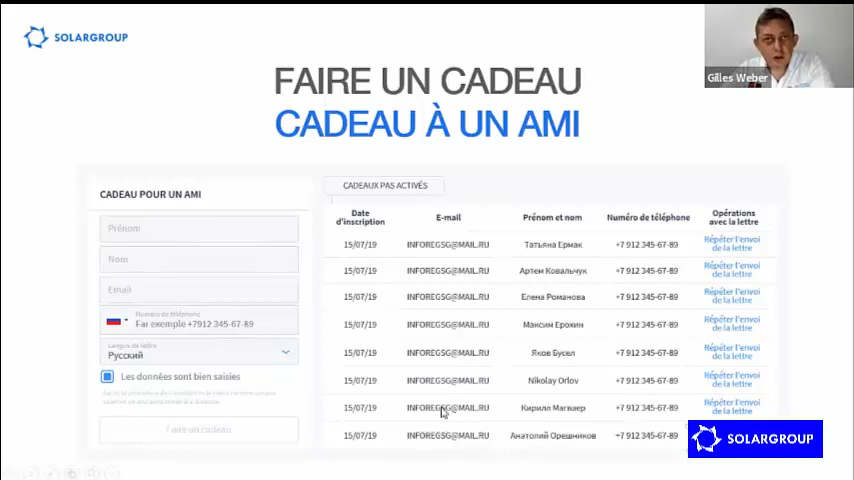 SOLARGROUP
Gilles Weber
FAIRE UN CADEAU
CADEAU À UN AMI
CADEAU POUR UN AMI
Prénom
Nom
Email
Numéro de téléphone
Far exemple +7912 345-67-89
Langue de lettre
Русский
Les données sont bien saisies
Faire un cadeau
CADEAUX PAS ACTIVÉS
Date d'inscription E-mail Prénom et nom Numéro de téléphone Opérations avec la lettre
15/07/19 INFOREGSG@MAIL.RU Татьяна Ермак +7 912 345-67-89 Répéter l'envoi de la lettre
15/07/19 INFOREGSG@MAIL.RU Артем Ковальчук +7 912 345-67-89 Répéter l'envoi de la lettre
15/07/19 INFOREGSG@MAIL.RU Елена Романова +7 912 345-67-89 Répéter l'envoi de la lettre
15/07/19 INFOREGSG@MAIL.RU Максим Ерохин +7 912 345-67-89 Répéter l'envoi de la lettre
15/07/19 INFOREGSG@MAIL.RU Яков Бусел +7 912 345-67-89 Répéter l'envoi de la lettre
15/07/19 INFOREGSG@MAIL.RU Nikolay Orlov +7 912 345-67-89 Répéter l'envoi de la lettre
15/07/19 INFOREGSG@MAIL.RU Кирилл Магваер +7 912 345-67-89 Répéter l'envoi de la lettre
15/07/19 INFOREGSG@MAIL.RU Анатолий Орешников +7 912 345-67-89
SOLARGROUP